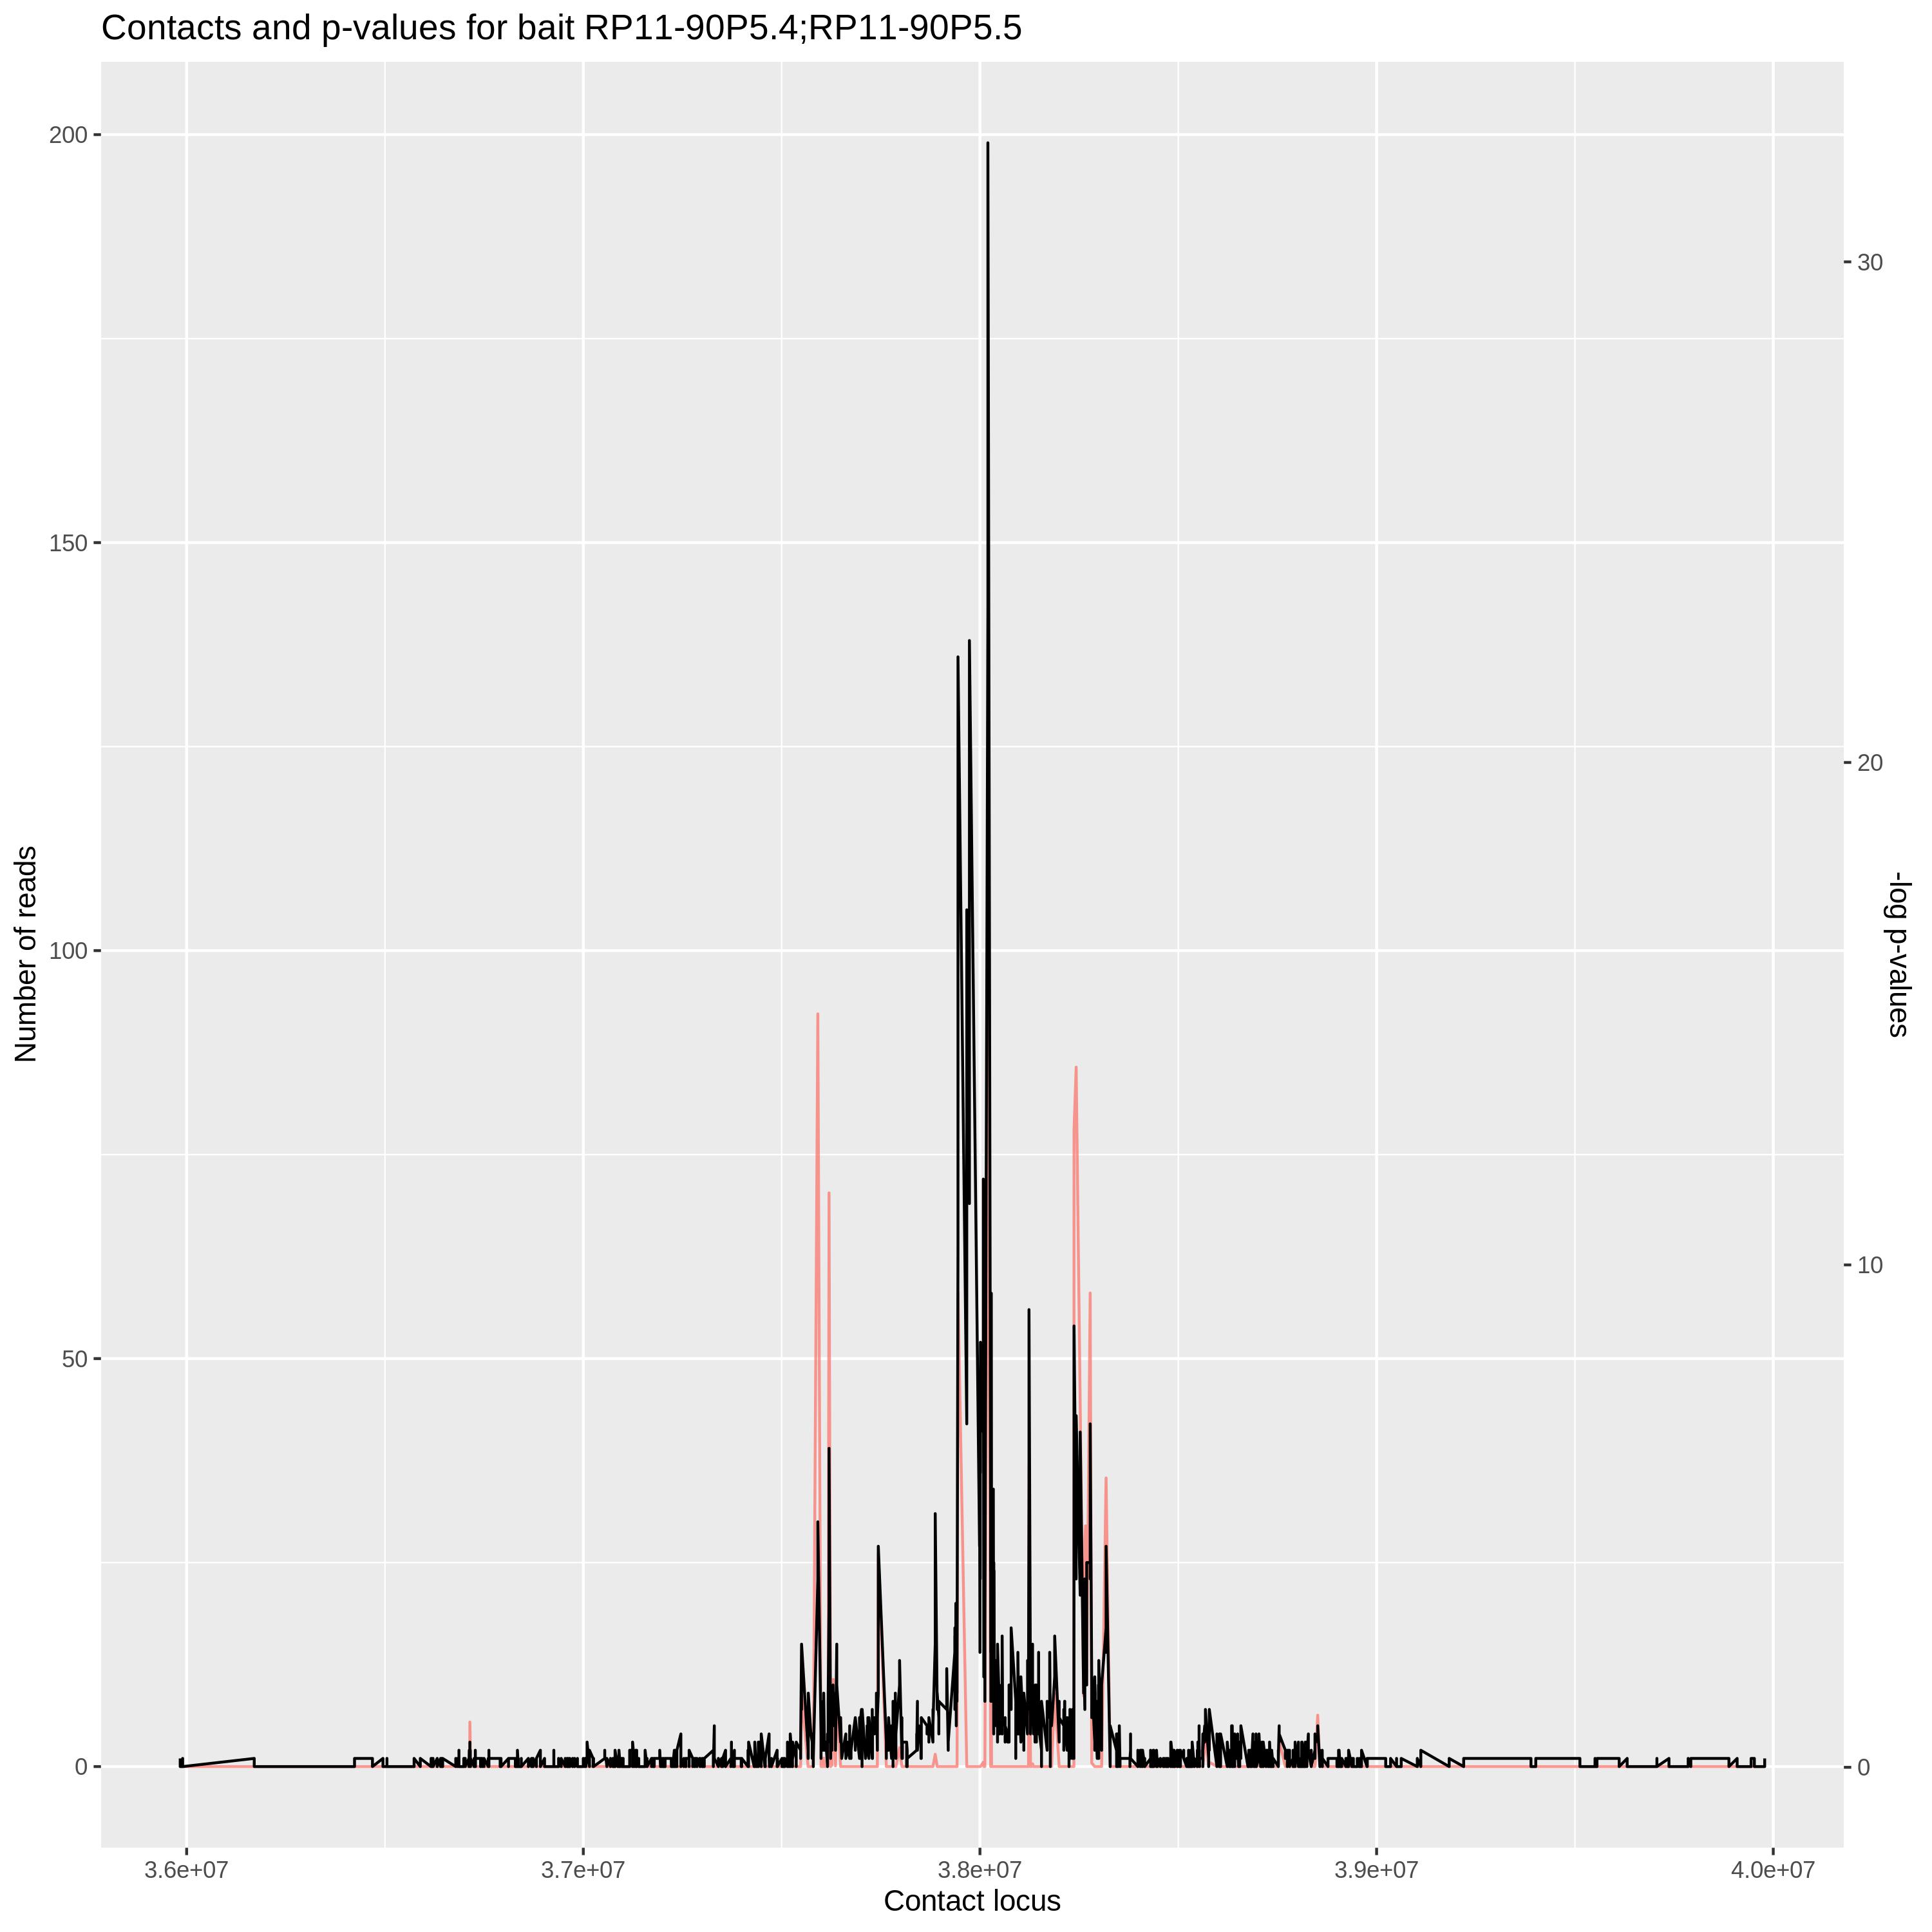 Contacts and p-values for bait RP11-90P5.4;RP11-90P5.5
200
150
100
50
0
Number of reads
30
20
10
0
-log p-values
3.6e+07 3.7e+07 3.8e+07 3.9e+07 4.0e+07
Contact locus